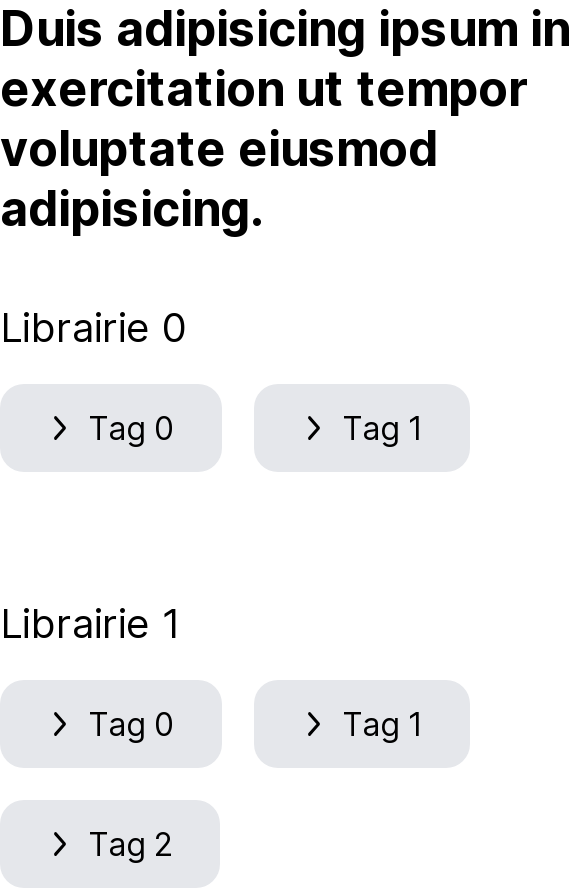 Duis adipisicing ipsum in
exercitation ut tempor
voluptate eiusmod
adipisicing.
Librairie 0
Tag 0
Tag 1
Librairie 1
Tag 0
Tag 1
Tag 2